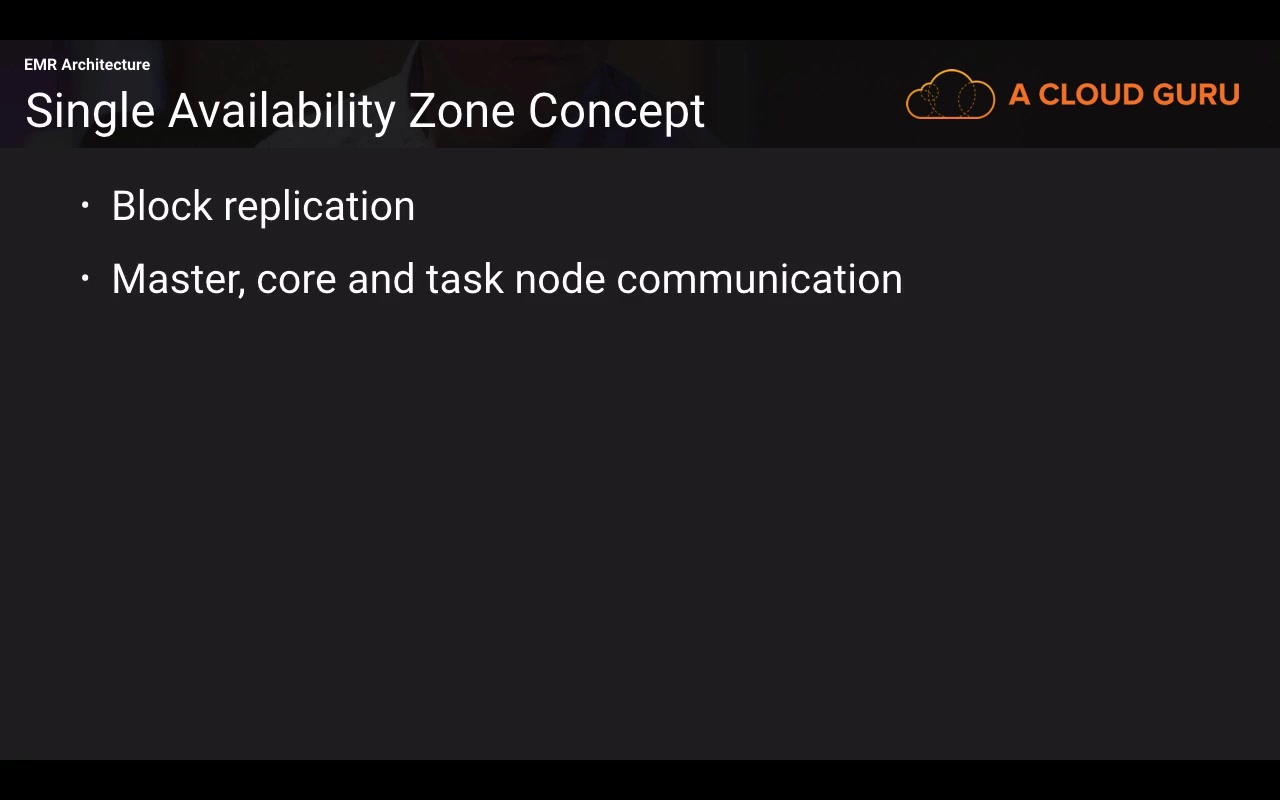 EMR Architecture
Single Availability Zone Concept
A CLOUD GURU
• Block replication
• Master, core and task node communication